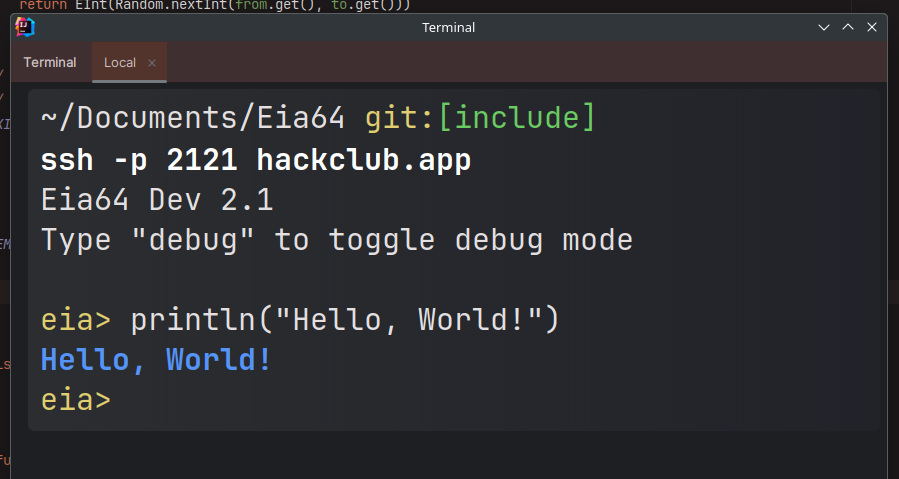 return EInt(Random.nextInt(from.get(), to.get()))
Terminal
Terminal Local
~/Documents/Eia64 git:[include]
ssh -p 2121 hackclub.app
Eia64 Dev 2.1
Type "debug" to toggle debug mode
eia> println("Hello, World!")
Hello, World!
eia>